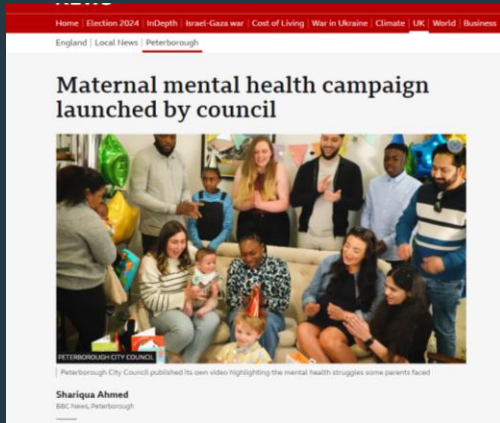 NEWS
Home | Election 2024 | InDepth | Israel-Gaza war | Cost of Living | War in Ukraine | Climate | UK | World | Business
England | Local News | Peterborough
Maternal mental health campaign
launched by council
PETERBOROUGH CITY COUNCIL
Peterborough City Council published its own video highlighting the mental health struggles some parents faced
Shariqua Ahmed
BBC News, Peterborough